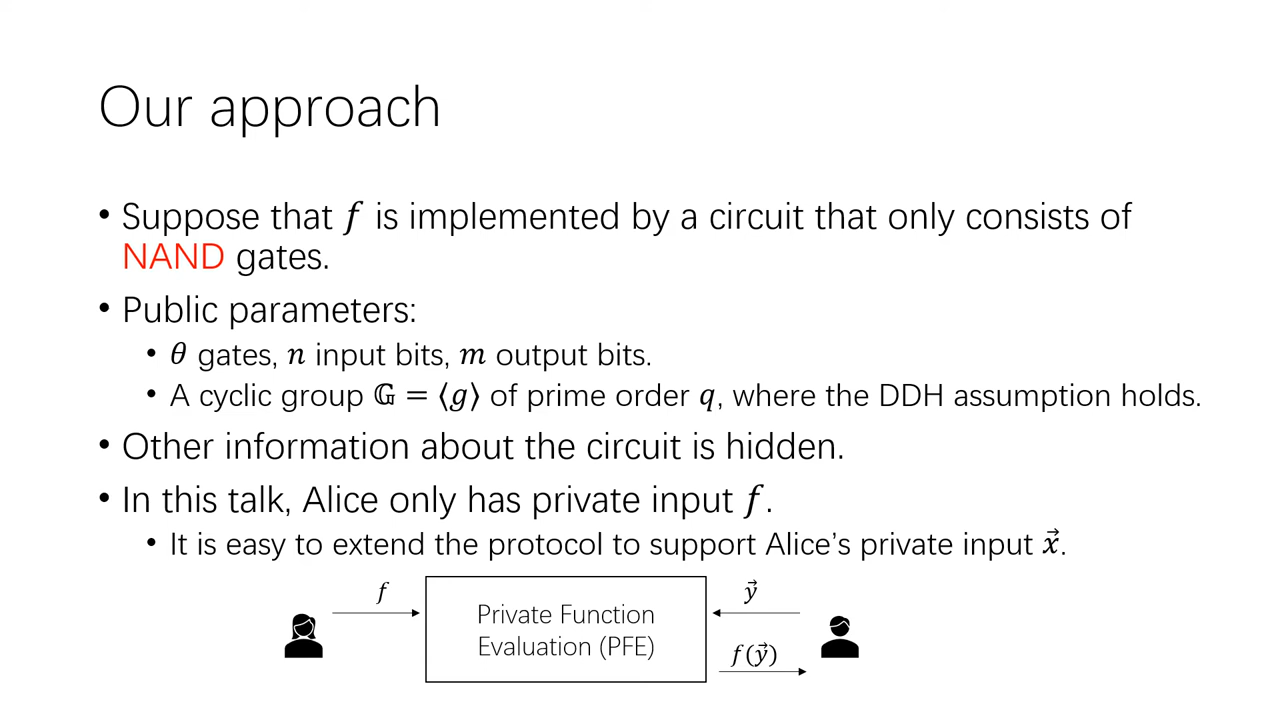 Our approach
• Suppose that f is implemented by a circuit that only consists of
NAND gates.
• Public parameters:
• θ gates, n input bits, m output bits.
• A cyclic group 𝔾 = ⟨g⟩ of prime order q, where the DDH assumption holds.
• Other information about the circuit is hidden.
• In this talk, Alice only has private input f.
• It is easy to extend the protocol to support Alice’s private input x⃗.
f
Private Function
Evaluation (PFE)
y⃗
f(y⃗)